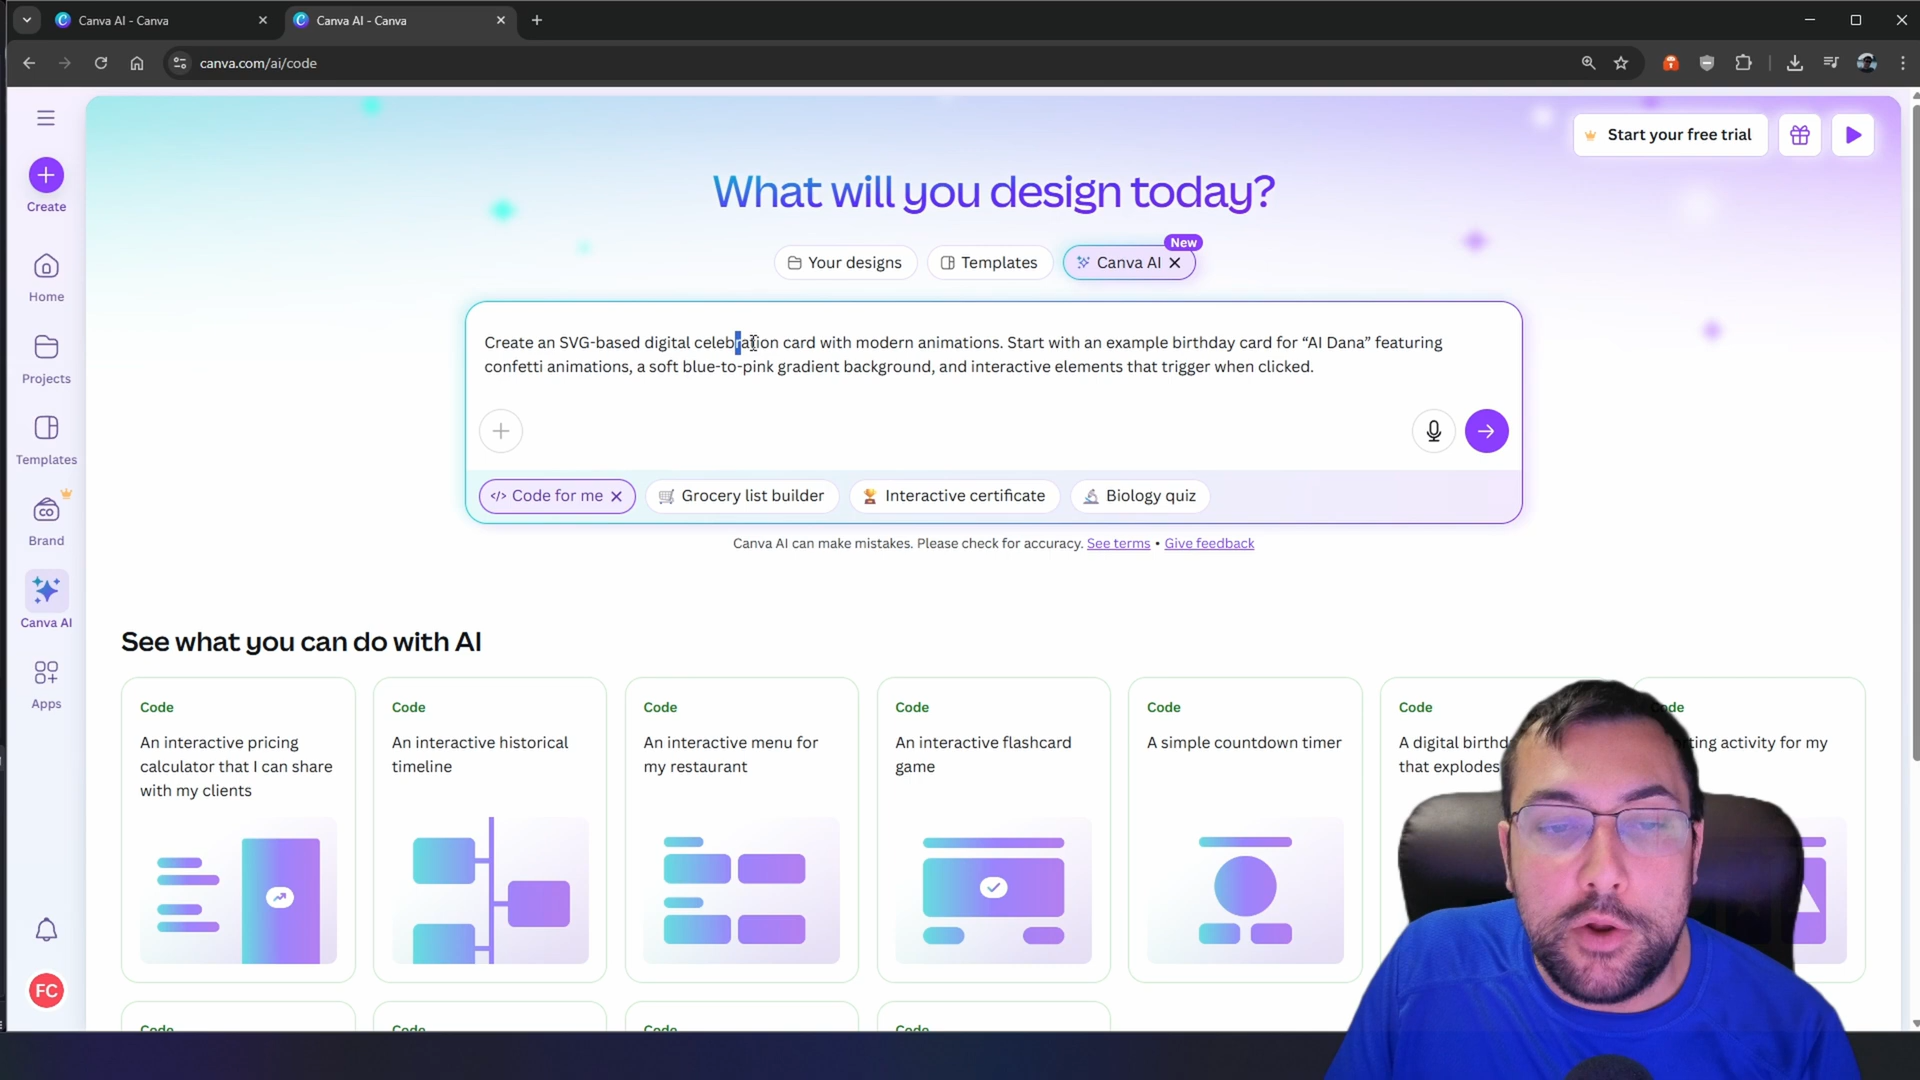 Canva AI - Canva
Canva AI - Canva
canva.com/ai/code
Start your free trial
Create
What will you design today?
New
Your designs
Templates
Canva AI
Home
Create an SVG-based digital celebration card with modern animations. Start with an example birthday card for “AI Dana” featuring
confetti animations, a soft blue-to-pink gradient background, and interactive elements that trigger when clicked.
Projects
Templates
Code for me
Grocery list builder
Interactive certificate
Biology quiz
CO
Brand
Canva AI can make mistakes. Please check for accuracy. See terms • Give feedback
Canva AI
See what you can do with AI
Apps
Code
An interactive pricing
calculator that I can share
with my clients
Code
An interactive historical
timeline
Code
An interactive menu for
my restaurant
Code
An interactive flashcard
game
Code
A simple countdown timer
Code
A digital
that explodes
activity for my
FC
Code
Code
Code
Code